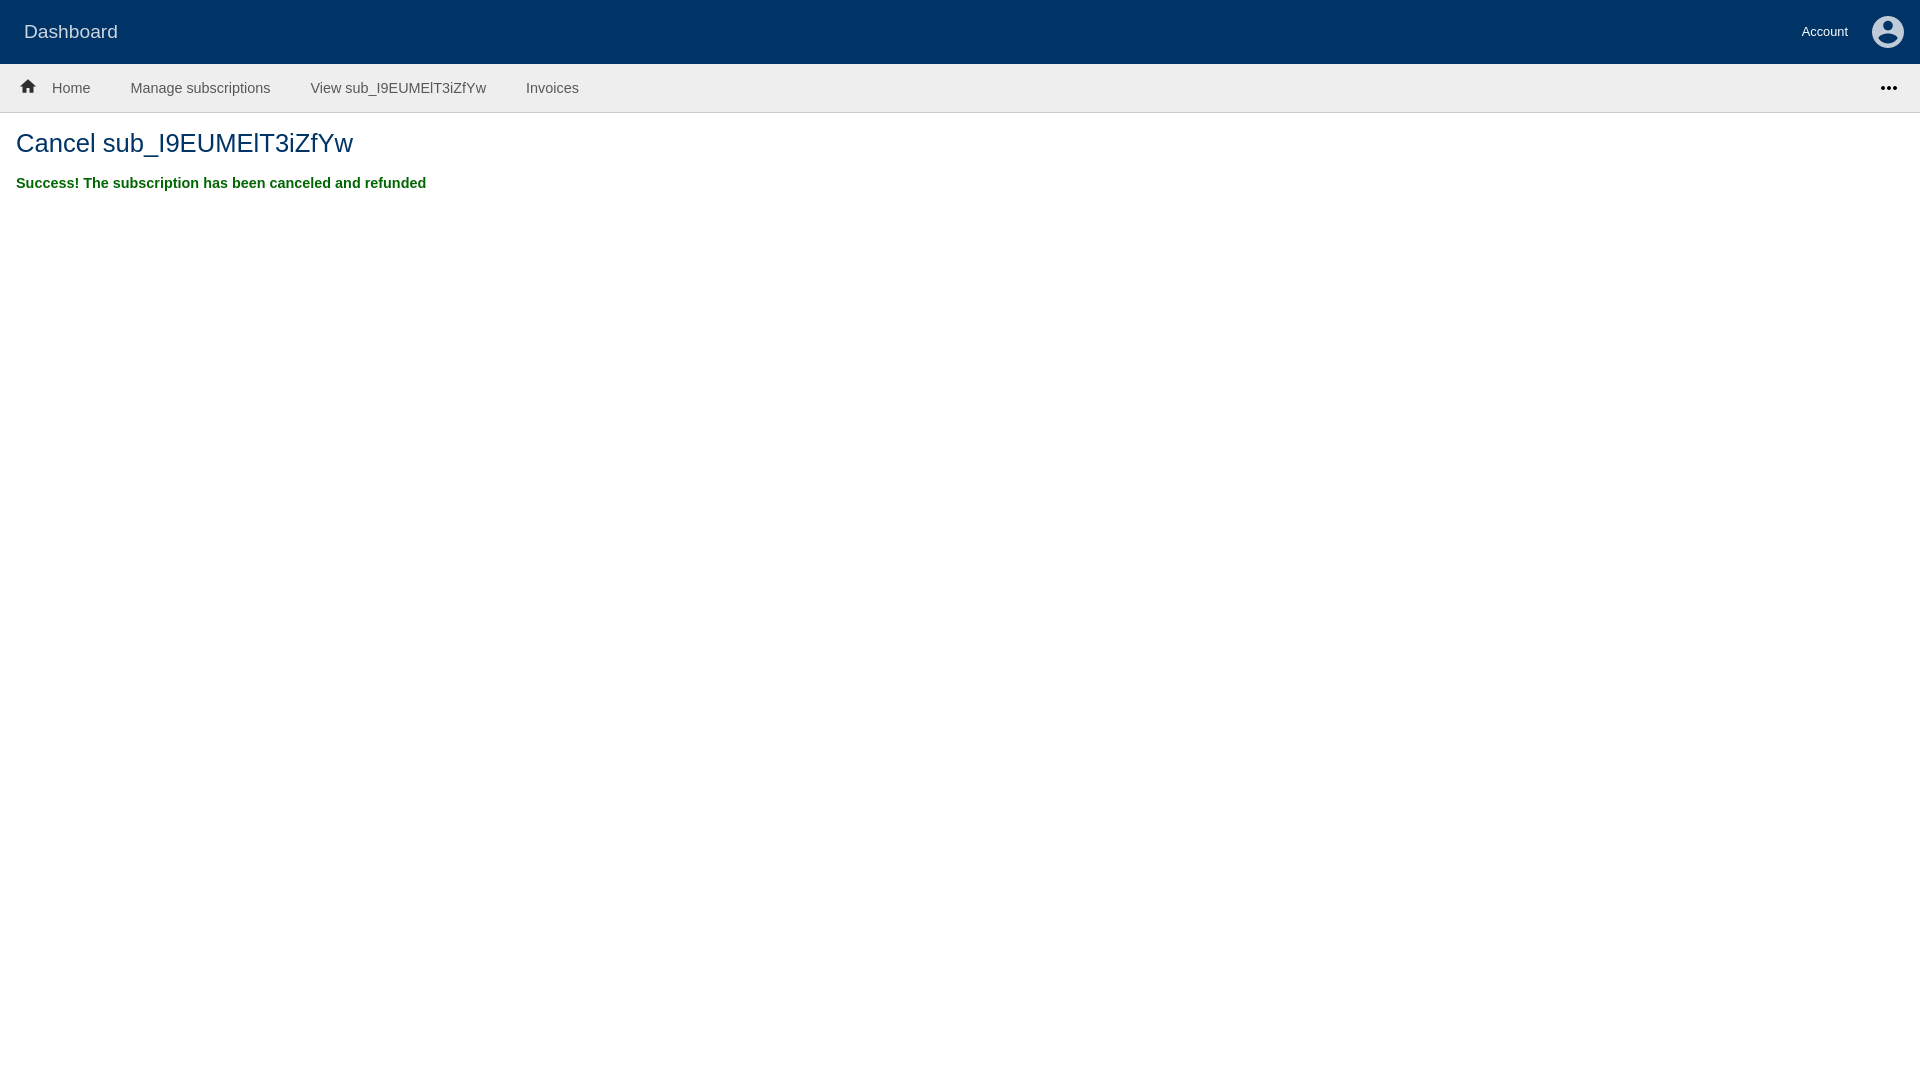 Dashboard
Account
Home
Manage subscriptions
View sub_I9EUMElT3iZfYw
Invoices
Cancel sub_I9EUMElT3iZfYw
Success! The subscription has been canceled and refunded